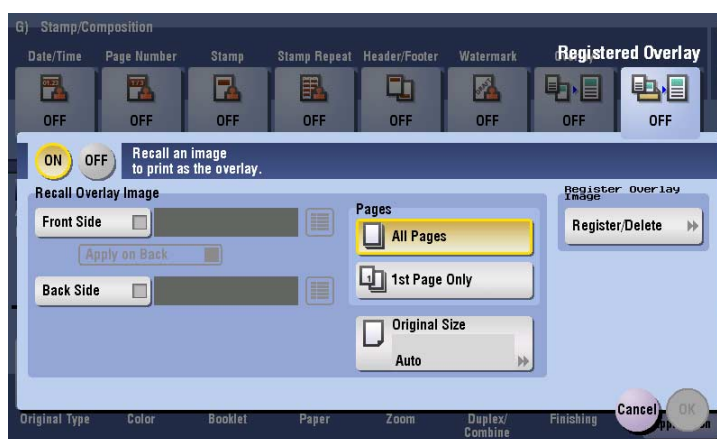 G) Stamp/Composition
Date/Time Page Number Stamp Stamp Repeat Header/Footer Watermark Registered Overlay
OFF OFF OFF OFF OFF OFF OFF OFF
ON OFF Recall an image
to print as the overlay.
Recall Overlay Image
Register Overlay
Image
Pages
Front Side
All Pages
Register/Delete
Apply on Back
1st Page Only
Back Side
Original Size
Auto
Cancel OK
Original Type Color Booklet Paper Zoom Duplex/
Combine Finishing